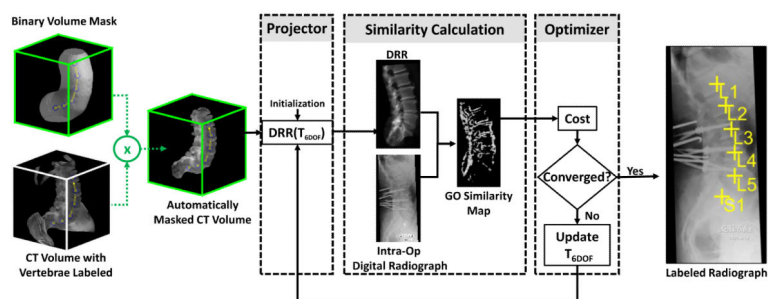 Binary Volume Mask
x
CT Volume with
Vertebrae Labeled
Automatically
Masked CT Volume
Projector
Initialization
DRR(T6DOF)
Similarity Calculation
DRR
Intra-Op
Digital Radiograph
GO Similarity
Map
Optimizer
Cost
Converged?
Yes
No
Update
T6DOF
L1
L2
L3
L4
L5
S1
Labeled Radiograph